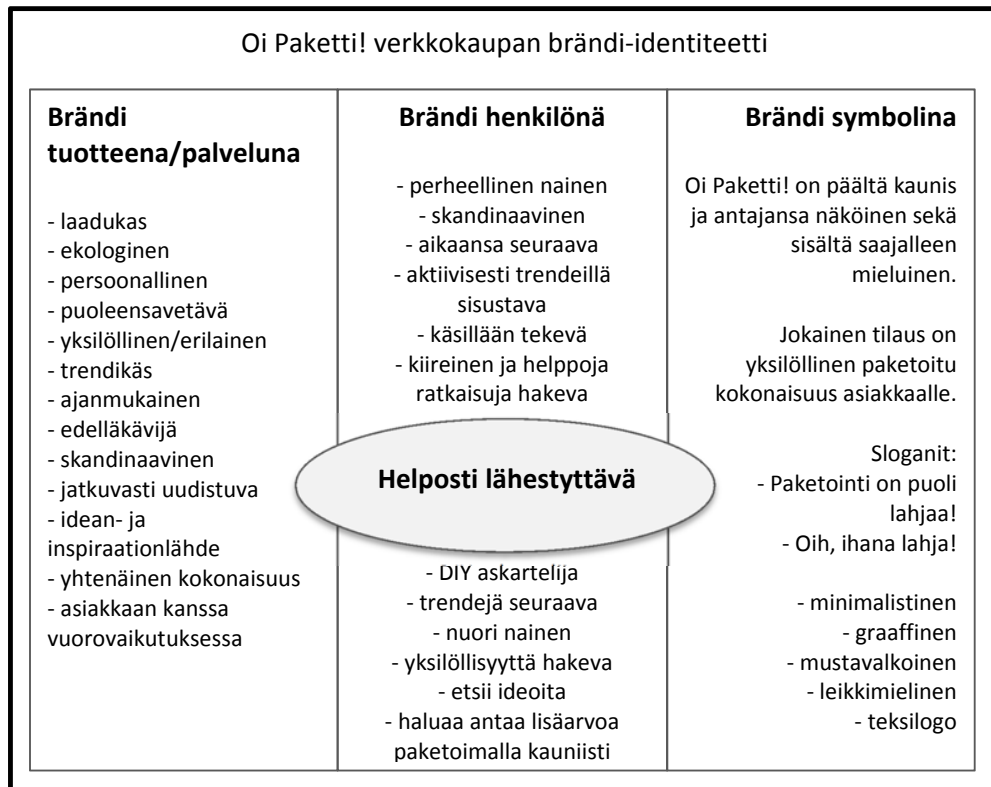 Oi Paketti! verkkokaupan brändi-identiteetti
Brändi
tuotteena/palveluna
- laadukas
- ekologinen
- persoonallinen
- puoleensavetävä
- yksilöllinen/erilainen
- trendikäs
- ajanmukainen
- edelläkävijä
- skandinaavinen
- jatkuvasti uudistuva
- idean- ja
inspiraationlähde
- yhtenäinen kokonaisuus
- asiakkaan kanssa
vuorovaikutuksessa
Brändi henkilönä
- perheellinen nainen
- skandinaavinen
- aikaansa seuraava
- aktiivisesti trendeillä
sisustava
- käsillään tekevä
- kiireinen ja helppoja
ratkaisuja hakeva
Helposti lähestyttävä
- DIY askartelija
- trendejä seuraava
- nuori nainen
- yksilöllisyyttä hakeva
- etsii ideoita
- haluaa antaa lisäarvoa
paketoimalla kauniisti
Brändi symbolina
Oi Paketti! on päältä kaunis
ja antajansa näköinen sekä
sisältä saajalleen
mieluinen.
Jokainen tilaus on
yksilöllinen paketoitu
kokonaisuus asiakkaalle.
Sloganit:
- Paketointi on puoli
lahjaa!
- Oih, ihana lahja!
- minimalistinen
- graaffinen
- mustavalkoinen
- leikkimielinen
- teksilogo